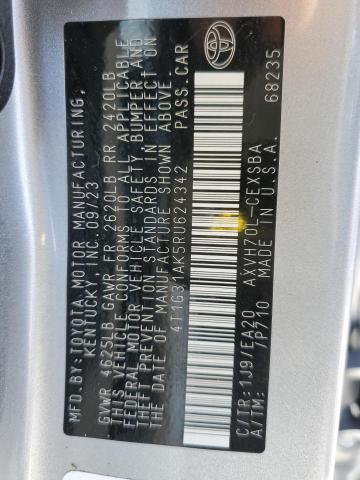 MFD.BY: TOYOTA MOTOR MANUFACTURING,
KENTUCKY, INC. 09/23
GVWR 4625LB GAWR FR 2620LB RR 2420LB
THIS VEHICLE CONFORMS TO ALL APPLICABLE
FEDERAL MOTOR VEHICLE SAFETY, BUMPER AND
THEFT PREVENTION STANDARDS IN EFFECT ON
THE DATE OF MANUFACTURE SHOWN ABOVE.
4T1G31AK5RU624342 PASS.CAR
C/TR: 1J9/EA20 AXVH70L-CEXSBA
A/TM: 7P710 MADE IN U.S.A. 68235